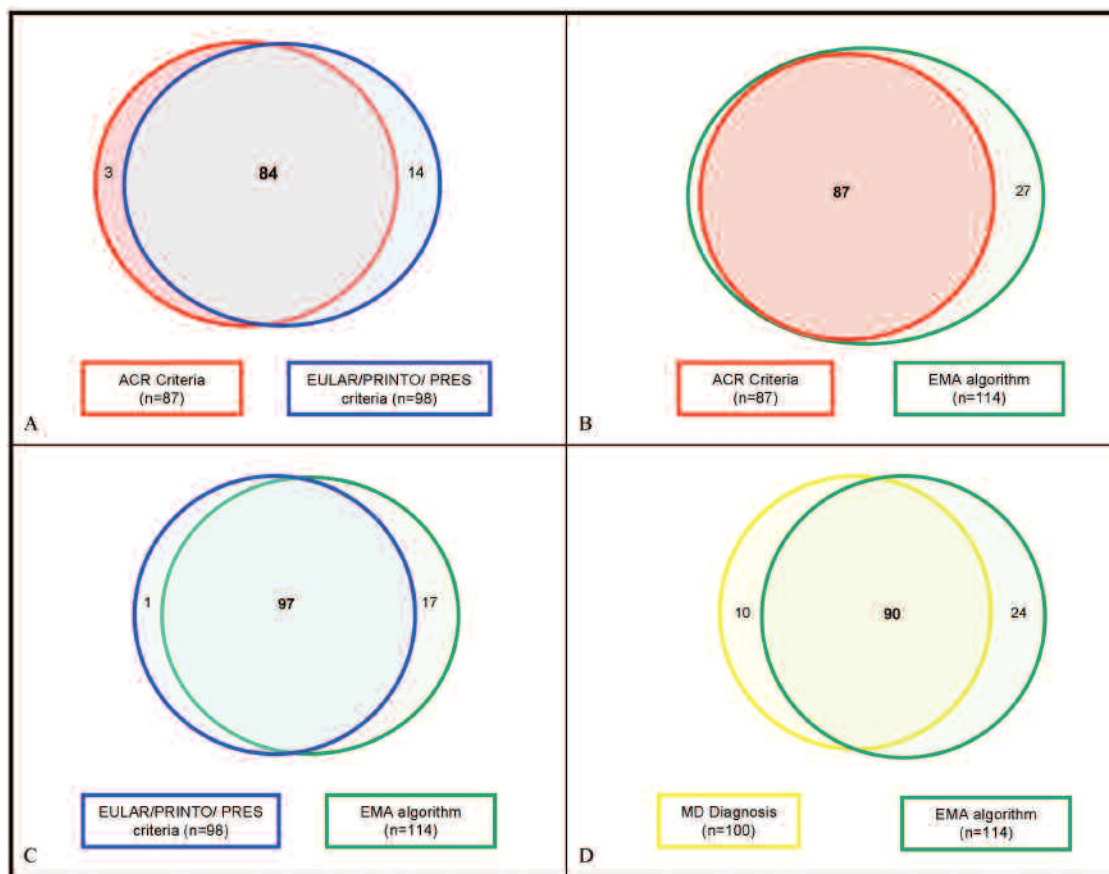 3
84
14
ACR Criteria
(n=87)
EULAR/PRINTO/ PRES
criteria (n=98)
A
87
27
ACR Criteria
(n=87)
EMA algorithm
(n=114)
B
1
97
17
EULAR/PRINTO/ PRES
criteria (n=98)
EMA algorithm
(n=114)
C
10
90
24
MD Diagnosis
(n=100)
EMA algorithm
(n=114)
D